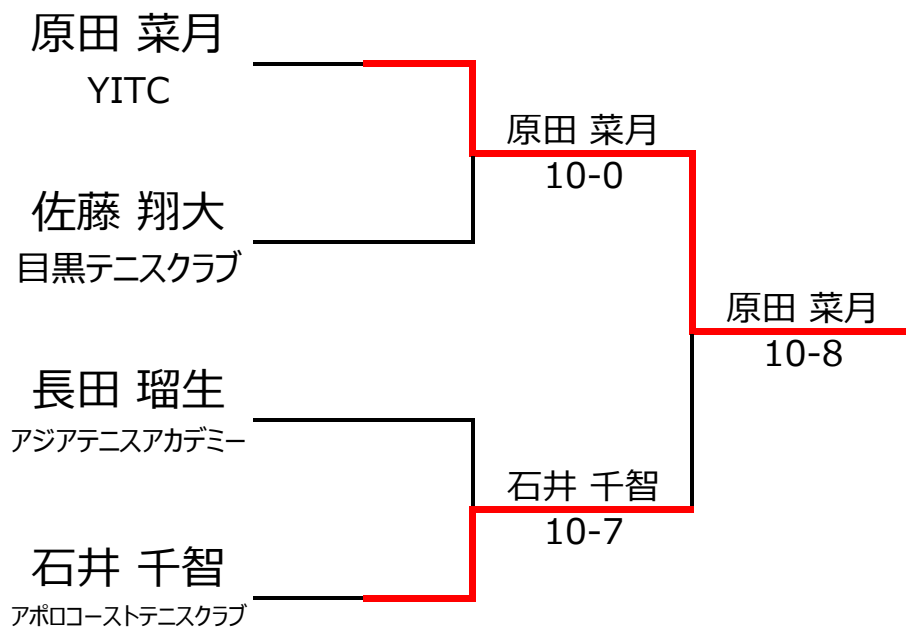 原田 菜月
YITC
佐藤 翔大
目黒テニスクラブ
長田 瑠生
アジアテニスアカデミー
石井 千智
アポロコーストテニスクラブ
原田 菜月
10-0
石井 千智
10-7
原田 菜月
10-8